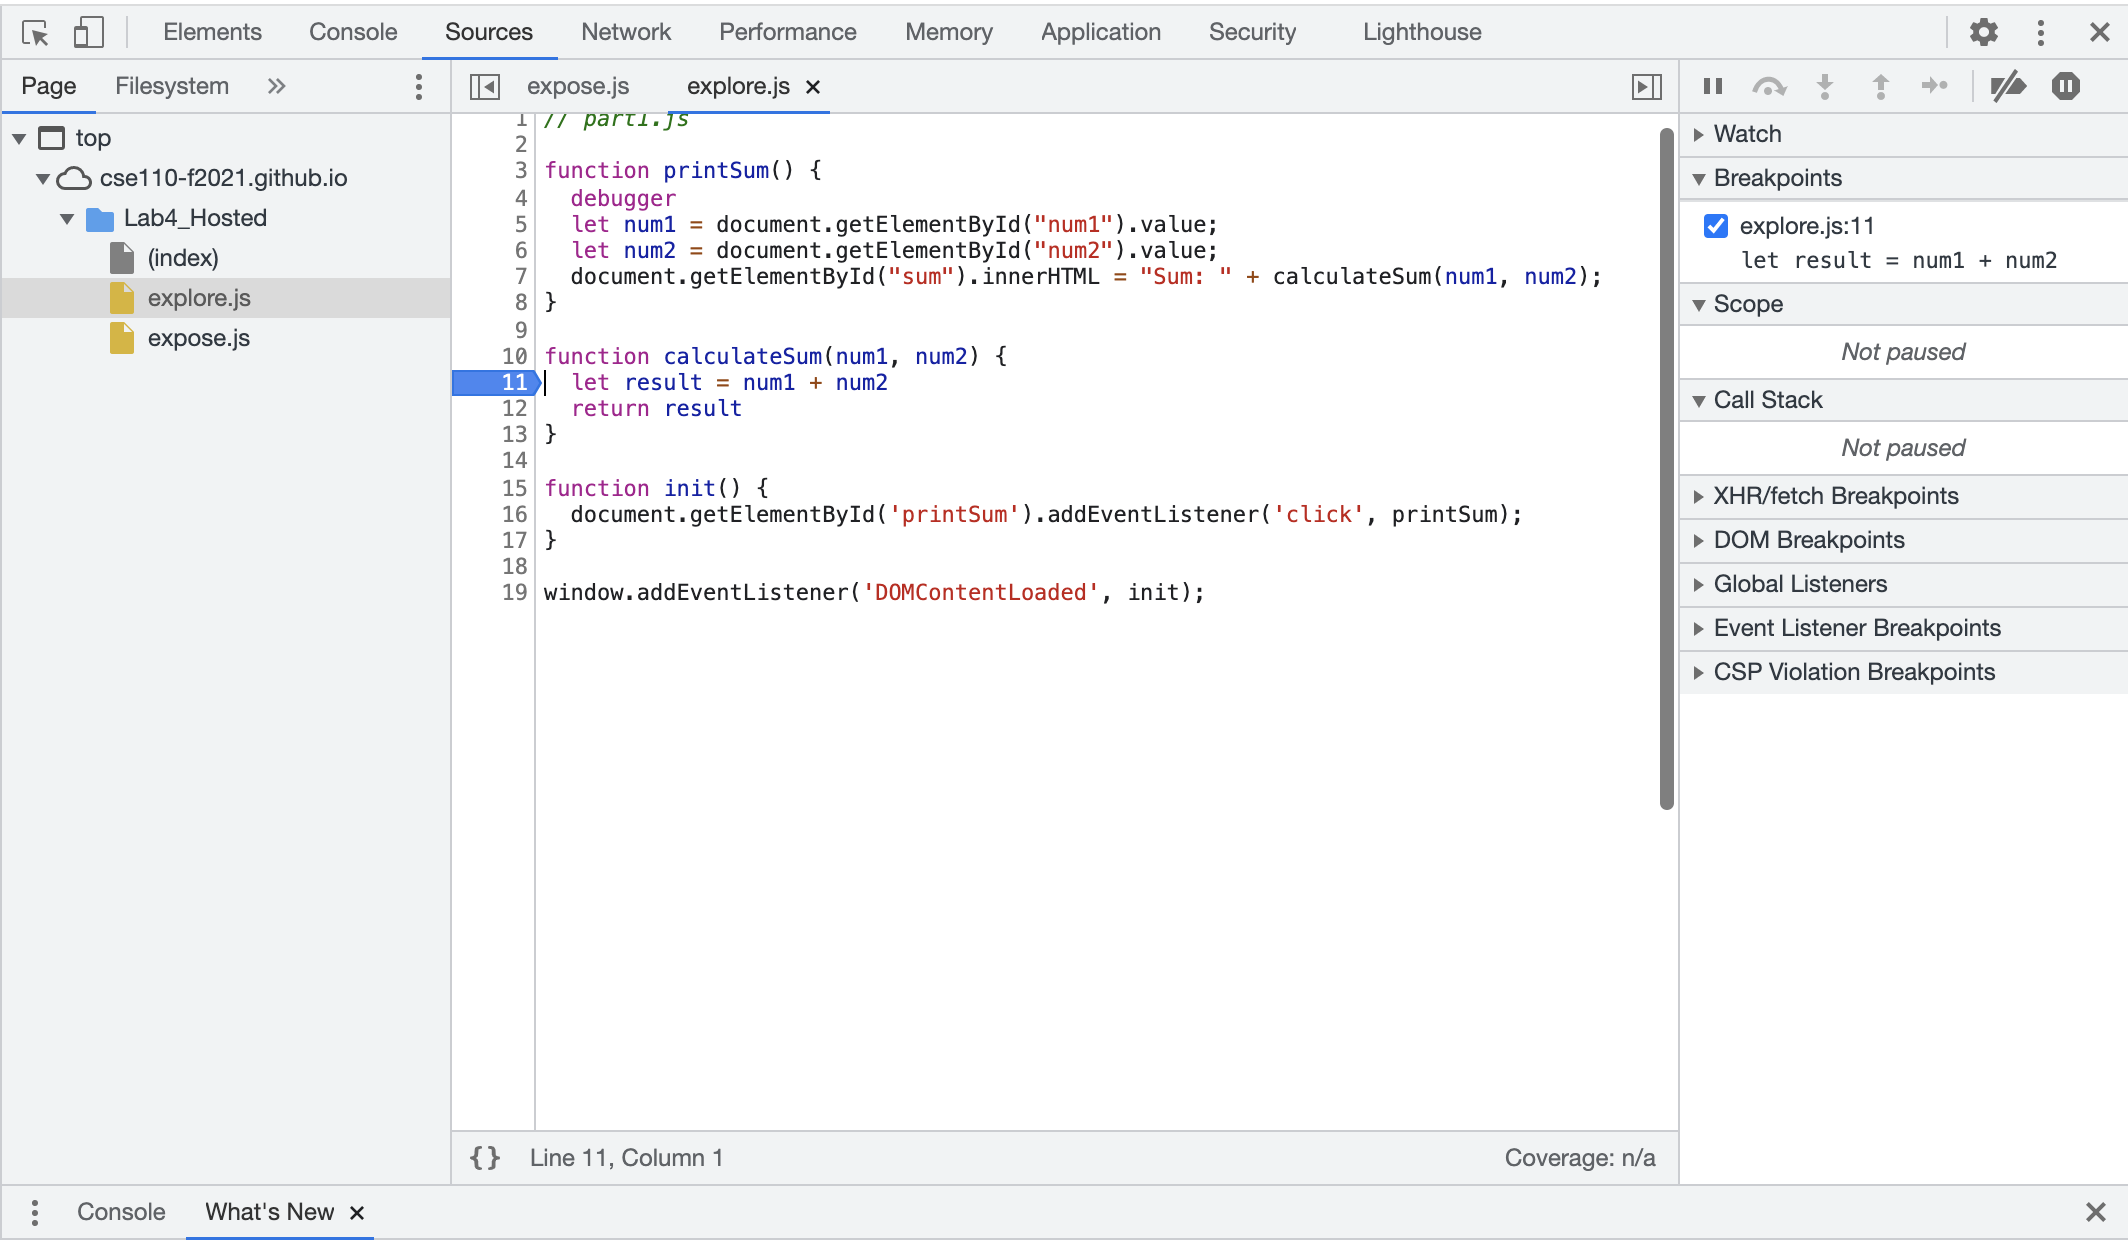 Elements Console Sources Network Performance Memory Application Security Lighthouse
Page Filesystem
expose.js explore.js
top
cse110-f2021.github.io
Lab4_Hosted
(index)
explore.js
expose.js
1 // part1.js
2
3 function printSum() {
4   debugger
5   let num1 = document.getElementById("num1").value;
6   let num2 = document.getElementById("num2").value;
7   document.getElementById("sum").innerHTML = "Sum: " + calculateSum(num1, num2);
8 }
9
10 function calculateSum(num1, num2) {
11   let result = num1 + num2
12   return result
13 }
14
15 function init() {
16   document.getElementById('printSum').addEventListener('click', printSum);
17 }
18
19 window.addEventListener('DOMContentLoaded', init);
{} Line 11, Column 1
Coverage: n/a
Watch
Breakpoints
explore.js:11
let result = num1 + num2
Scope
Not paused
Call Stack
Not paused
XHR/fetch Breakpoints
DOM Breakpoints
Global Listeners
Event Listener Breakpoints
CSP Violation Breakpoints
Console What's New